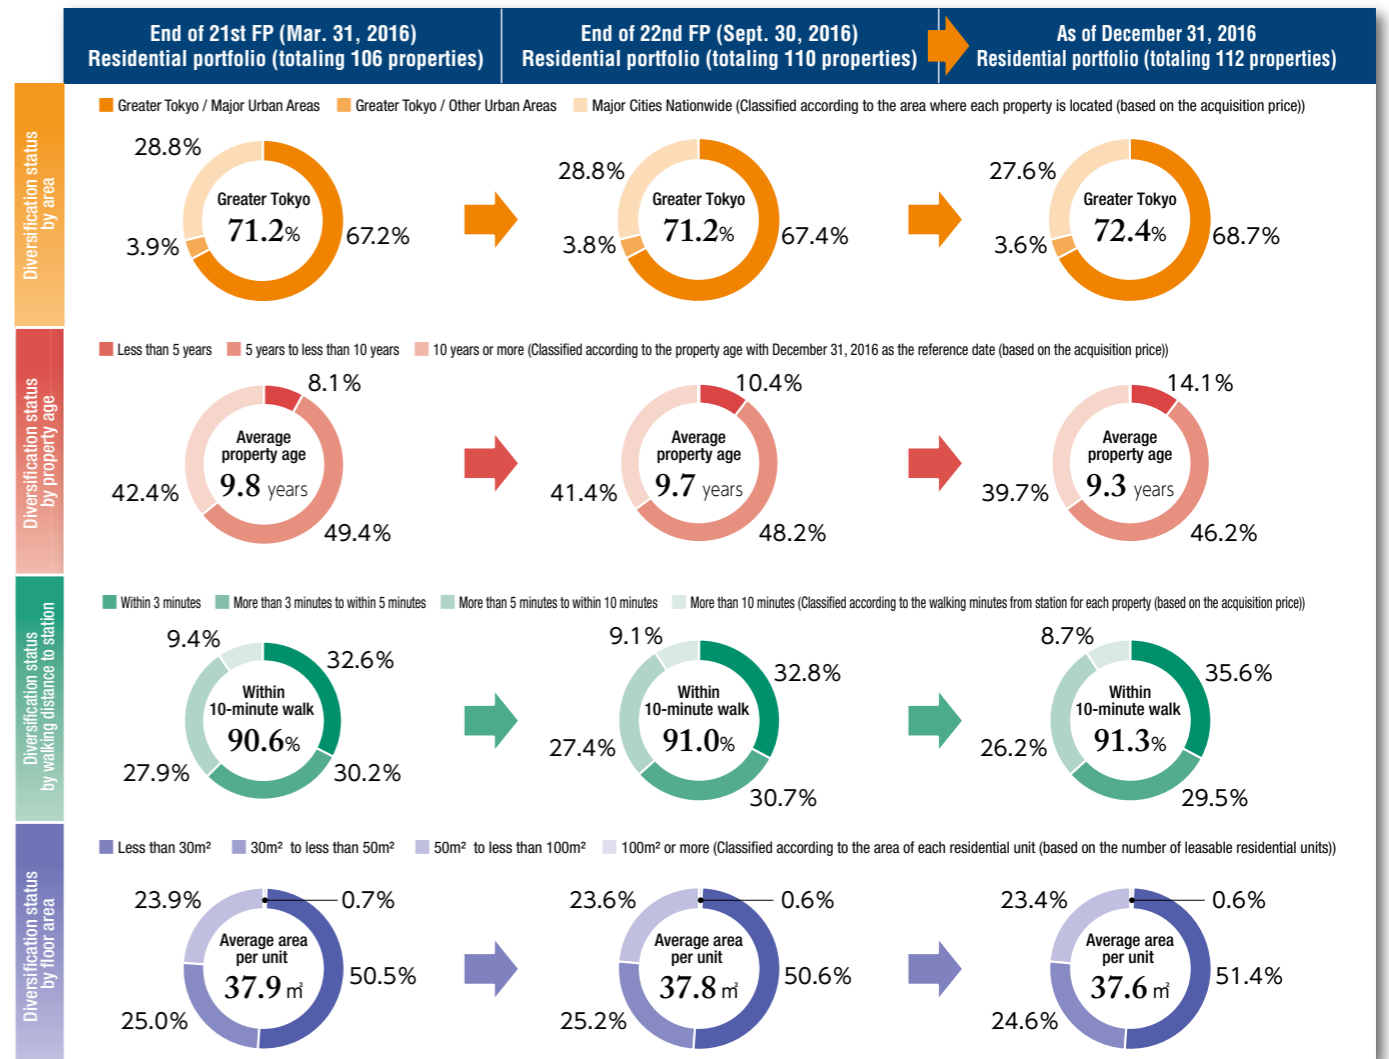 End of 21st FP (Mar. 31, 2016)
Residential portfolio (totaling 106 properties)
End of 22nd FP (Sept. 30, 2016)
Residential portfolio (totaling 110 properties)
As of December 31, 2016
Residential portfolio (totaling 112 properties)
Diversification status
by area
Greater Tokyo / Major Urban Areas Greater Tokyo / Other Urban Areas Major Cities Nationwide (Classified according to the area where each property is located (based on the acquisition price))
28.8%
Greater Tokyo
71.2%
3.9%
67.2%
28.8%
Greater Tokyo
71.2%
3.8%
67.4%
27.6%
Greater Tokyo
72.4%
3.6%
68.7%
Diversification status
by property age
Less than 5 years 5 years to less than 10 years 10 years or more (Classified according to the property age with December 31, 2016 as the reference date (based on the acquisition price))
8.1%
Average
property age
9.8 years
42.4%
49.4%
10.4%
Average
property age
9.7 years
41.4%
48.2%
14.1%
Average
property age
9.3 years
39.7%
46.2%
Diversification status
by walking distance to station
Within 3 minutes More than 3 minutes to within 5 minutes More than 5 minutes to within 10 minutes More than 10 minutes (Classified according to the walking minutes from station for each property (based on the acquisition price))
9.4%
32.6%
Within
10-minute walk
90.6%
27.9%
30.2%
9.1%
32.8%
Within
10-minute walk
91.0%
27.4%
30.7%
8.7%
35.6%
Within
10-minute walk
91.3%
26.2%
29.5%
Diversification status
by floor area
Less than 30m² 30m² to less than 50m² 50m² to less than 100m² 100m² or more (Classified according to the area of each residential unit (based on the number of leasable residential units))
23.9%
0.7%
Average area
per unit
37.9 ㎡
50.5%
25.0%
23.6%
0.6%
Average area
per unit
37.8 ㎡
50.6%
25.2%
23.4%
0.6%
Average area
per unit
37.6 ㎡
51.4%
24.6%